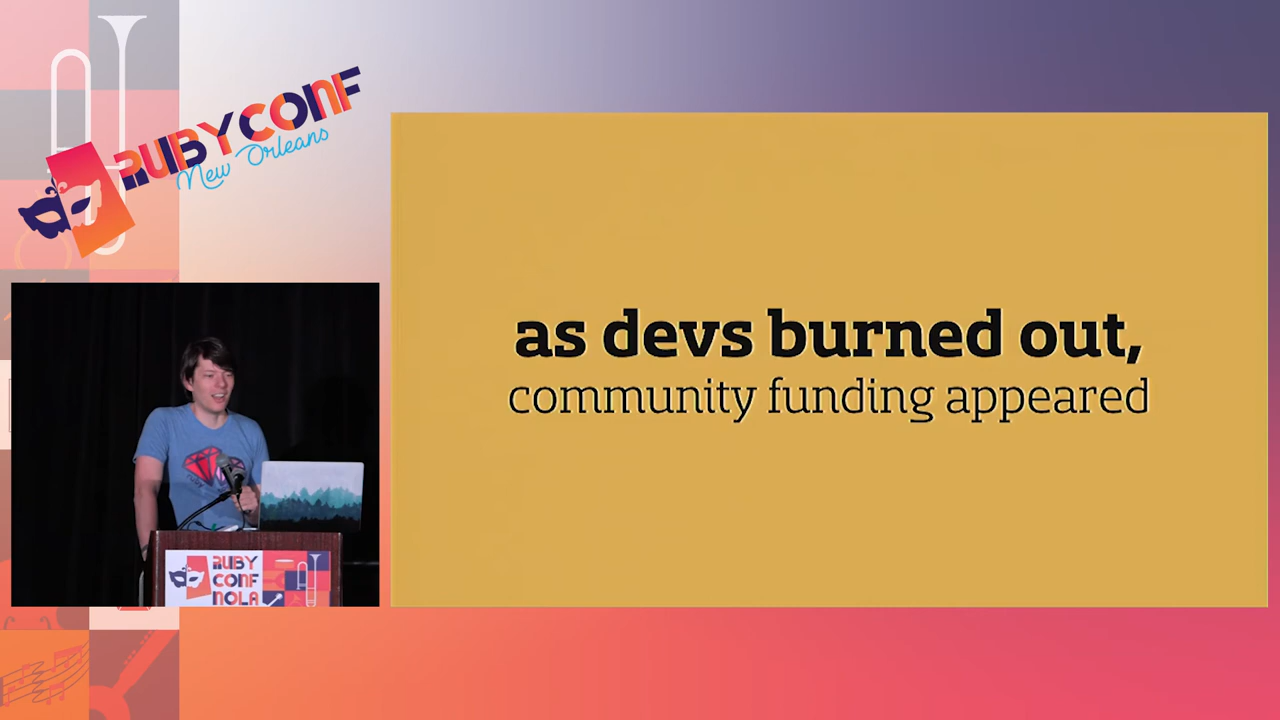 RUBYCONF
New Orleans
as devs burned out,
community funding appeared
RUBY
CONF
NOLA